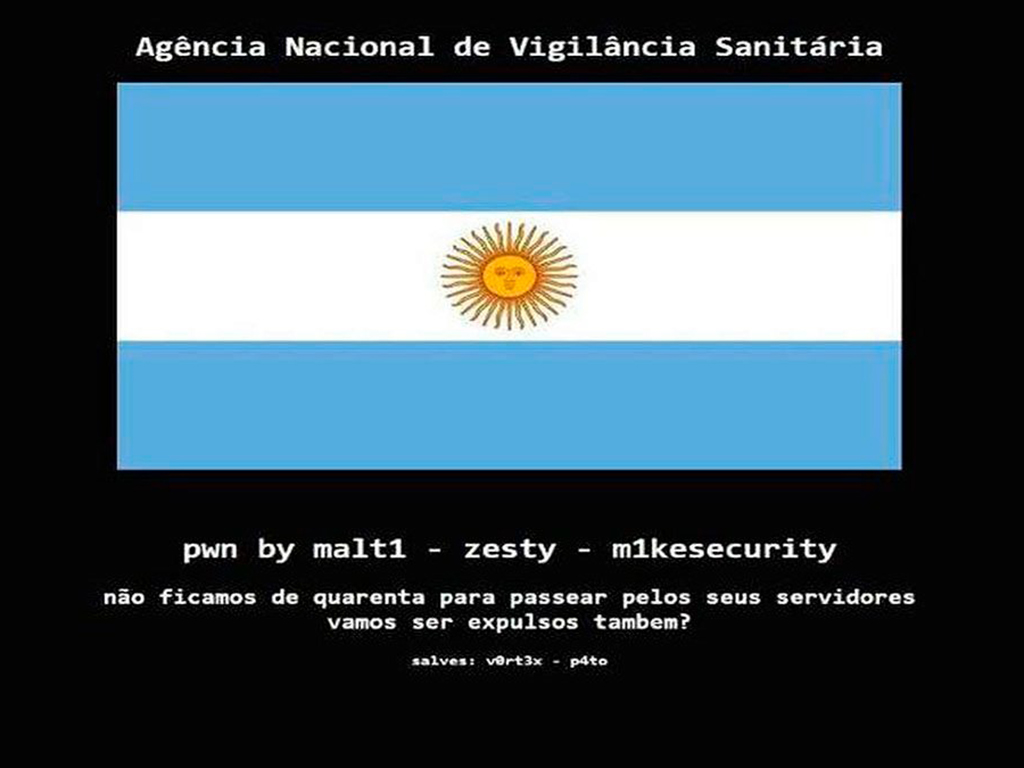 Agência Nacional de Vigilância Sanitária
pwn by malt1 - zesty - m1kesecurity
não ficamos de quarenta para passear pelos seus servidores
vamos ser expulsos tambem?
salves: v0rt3x - p4to